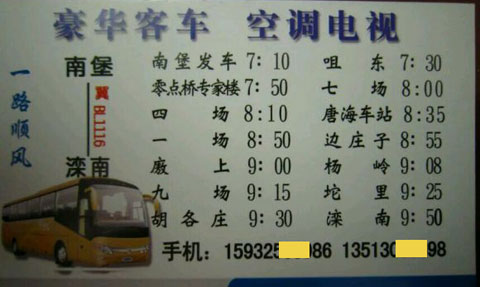 豪华客车 空调电视
一路顺风
南堡
冀BL1116
滦南
南堡发车 7:10 咀东 7:30
零点桥专家楼 7:50 七场 8:00
四场 8:10 唐海车站 8:35
一场 8:50 边庄子 8:55
廒上 9:00 杨岭 9:08
九场 9:15 坨里 9:25
胡各庄 9:30 滦南 9:50
手机: 15932598​6 13513098